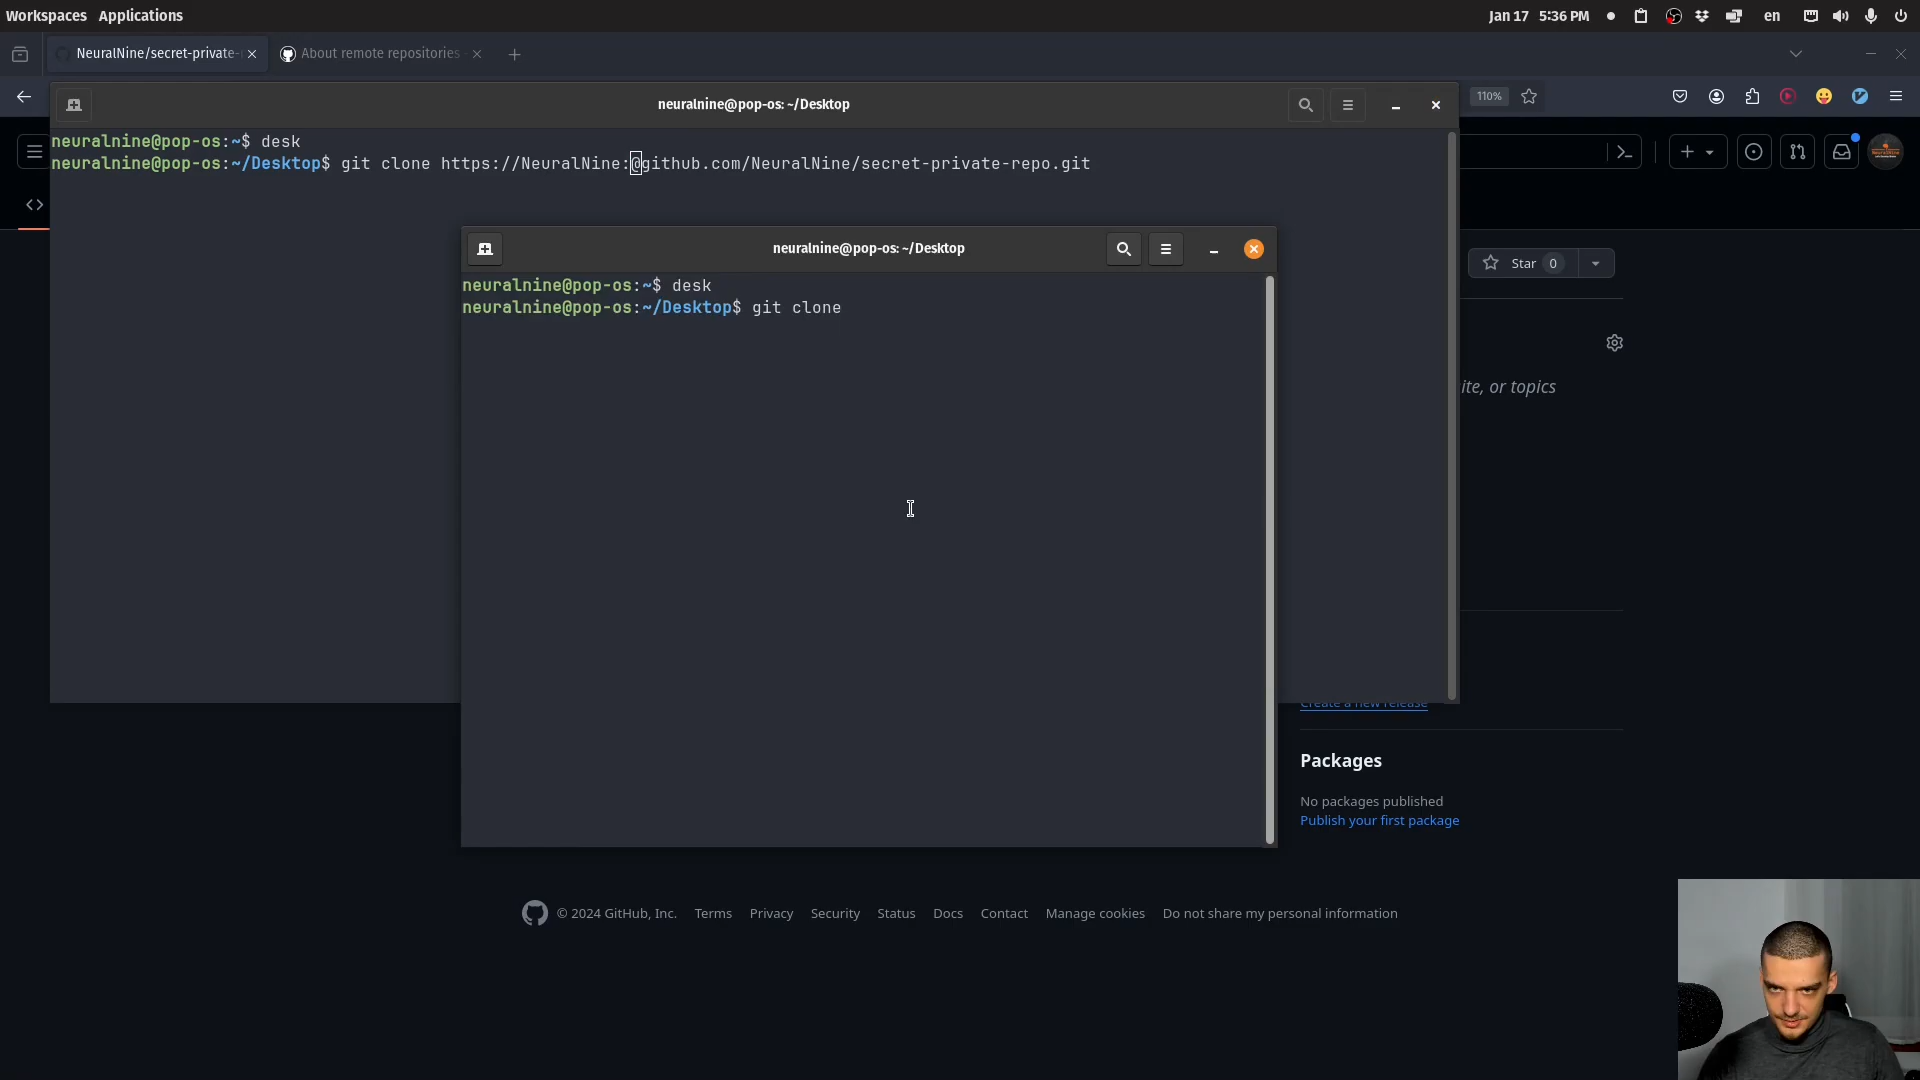 Workspaces Applications
Jan 17 5:36 PM
en
NeuralNine/secret-private-
About remote repositories
neuralnine@pop-os: ~/Desktop
110%
neuralnine@pop-os:~$ desk
neuralnine@pop-os:~/Desktop$ git clone https://NeuralNine:@github.com/NeuralNine/secret-private-repo.git
neuralnine@pop-os: ~/Desktop
Star 0
neuralnine@pop-os:~$ desk
neuralnine@pop-os:~/Desktop$ git clone
ite, or topics
Create a new release
Packages
No packages published
Publish your first package
© 2024 GitHub, Inc. Terms Privacy Security Status Docs Contact Manage cookies Do not share my personal information